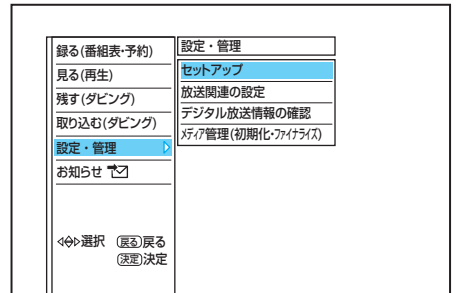 録る(番組表･予約)
見る(再生)
残す(ダビング)
取り込む(ダビング)
設定・管理
お知らせ
選択 戻る戻る
決定決定
設定・管理
セットアップ
放送関連の設定
デジタル放送情報の確認
ﾒﾃﾞｨｱ管理(初期化･ﾌｧｲﾅﾗｲｽﾞ)